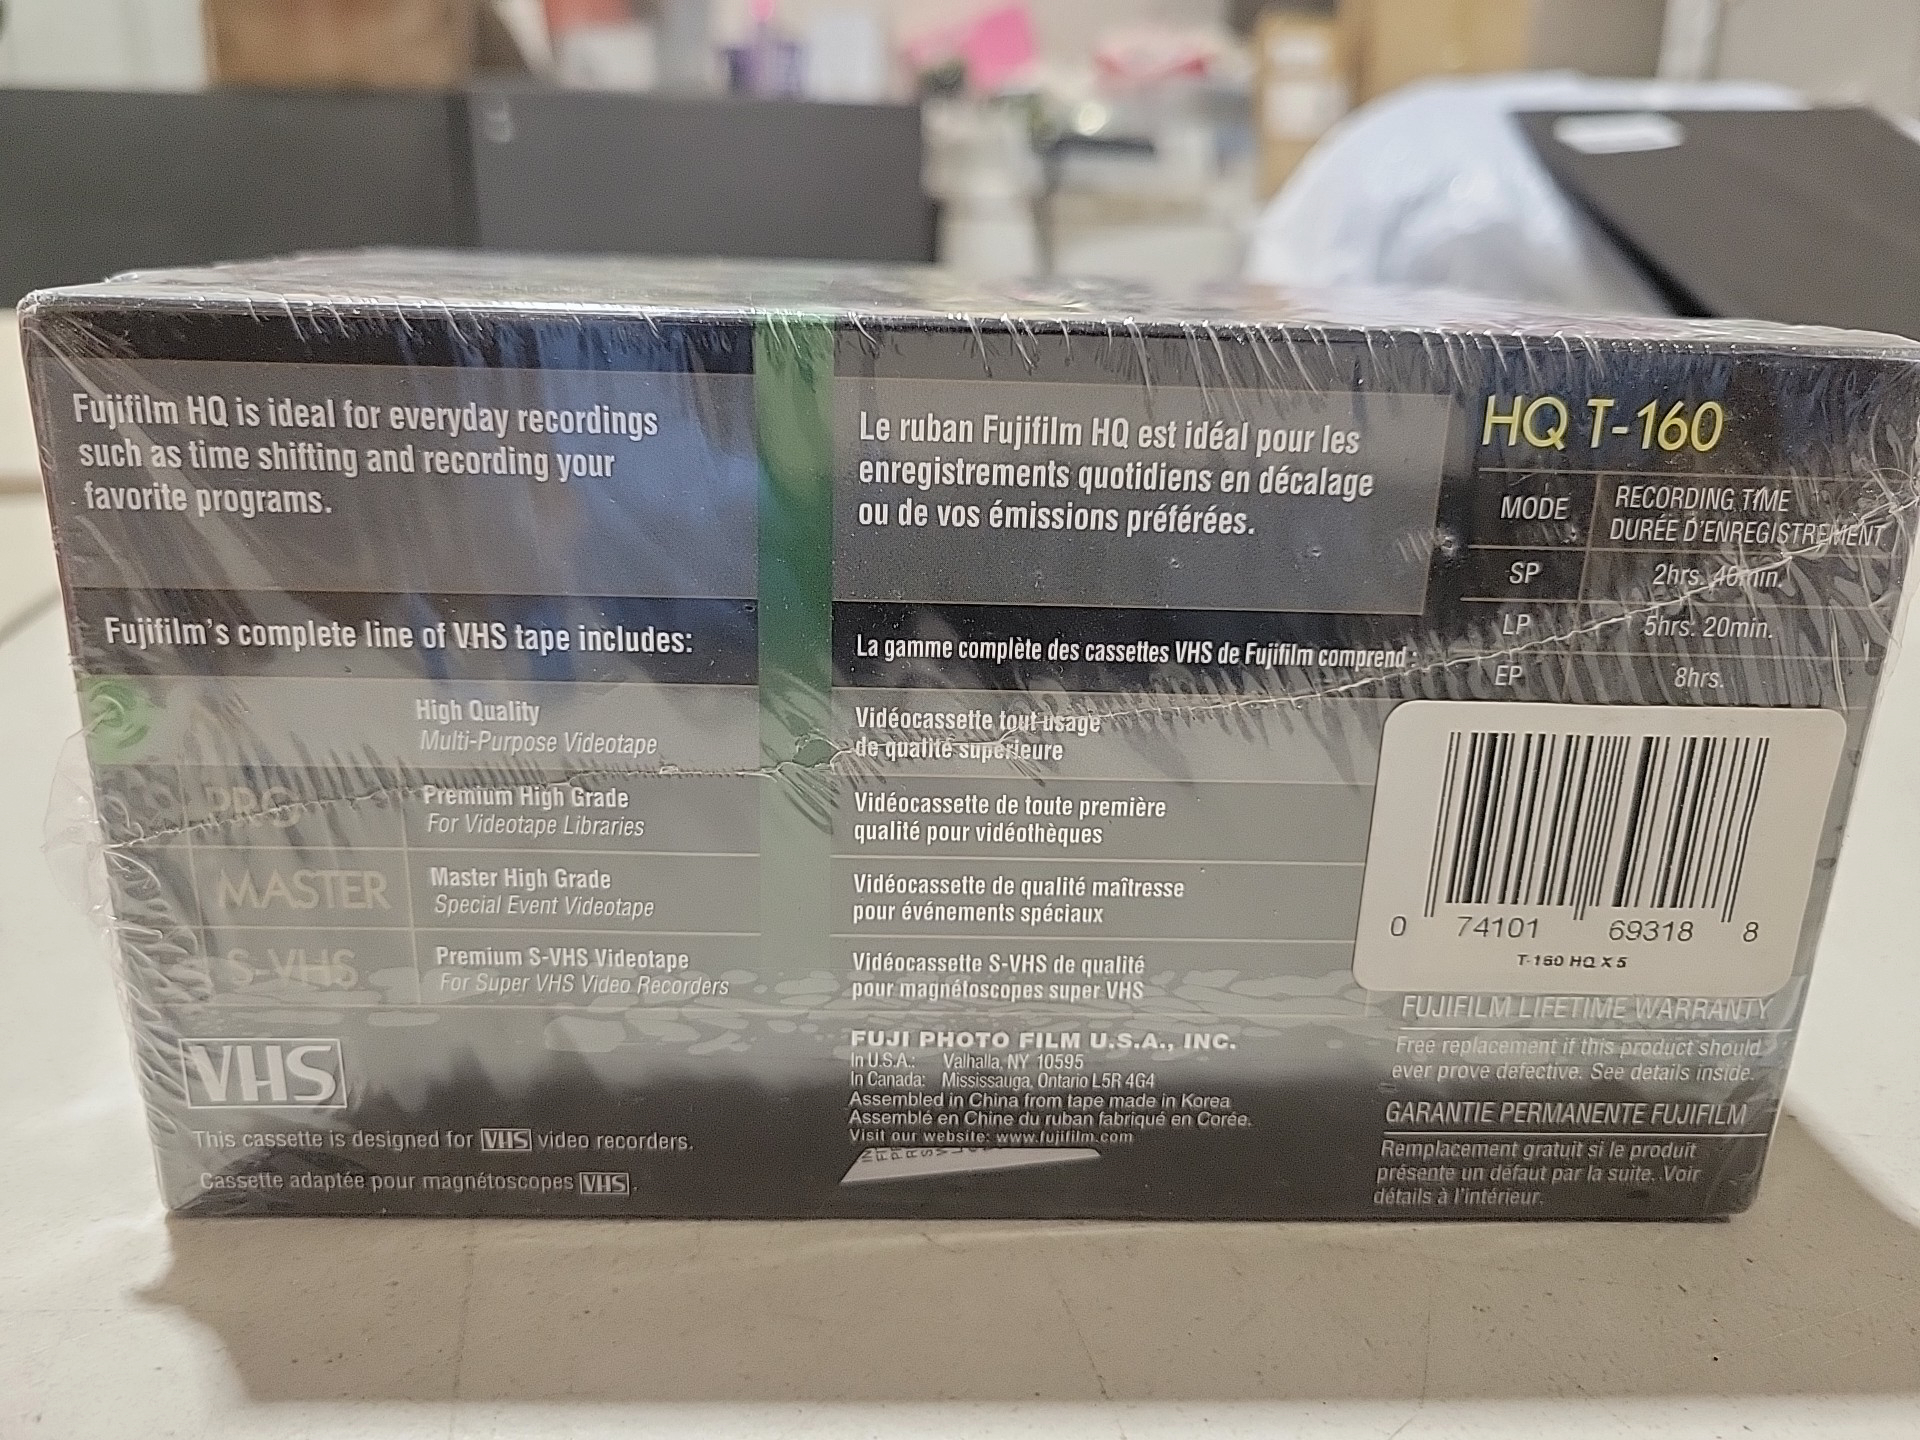 Fujifilm HQ is ideal for everyday recordings
such as time shifting and recording your
favorite programs.
Le ruban Fujifilm HQ est idéal pour les
enregistrements quotidiens en décalage
ou de vos émissions préférées.
HQ T-160
MODE
RECORDING TIME
DURÉE D'ENREGISTREMENT
SP 2hrs. 40min.
LP 5hrs. 20min.
EP 8hrs.
Fujifilm's complete line of VHS tape includes:
La gamme complète des cassettes VHS de Fujifilm comprend :
High Quality
Multi-Purpose Videotape
Vidéocassette tout usage
de qualité supérieure
PRO
Premium High Grade
For Videotape Libraries
Vidéocassette de toute première
qualité pour vidéothèques
MASTER
Master High Grade
Special Event Videotape
Vidéocassette de qualité maîtresse
pour événements spéciaux
S-VHS
Premium S-VHS Videotape
For Super VHS Video Recorders
Vidéocassette S-VHS de qualité
pour magnétoscopes super VHS
0 74101 69318 8
T-160 HQ X 5
VHS
This cassette is designed for VHS video recorders.
Cassette adaptée pour magnétoscopes VHS.
FUJI PHOTO FILM U.S.A., INC.
In U.S.A.: Valhalla, NY 10595
In Canada: Mississauga, Ontario L5R 4G4
Assembled in China from tape made in Korea
Assemblé en Chine du ruban fabriqué en Corée.
Visit our website: www.fujifilm.com
FUJIFILM LIFETIME WARRANTY
Free replacement if this product should
ever prove defective. See details inside.
GARANTIE PERMANENTE FUJIFILM
Remplacement gratuit si le produit
présente un défaut par la suite. Voir
détails à l'intérieur.